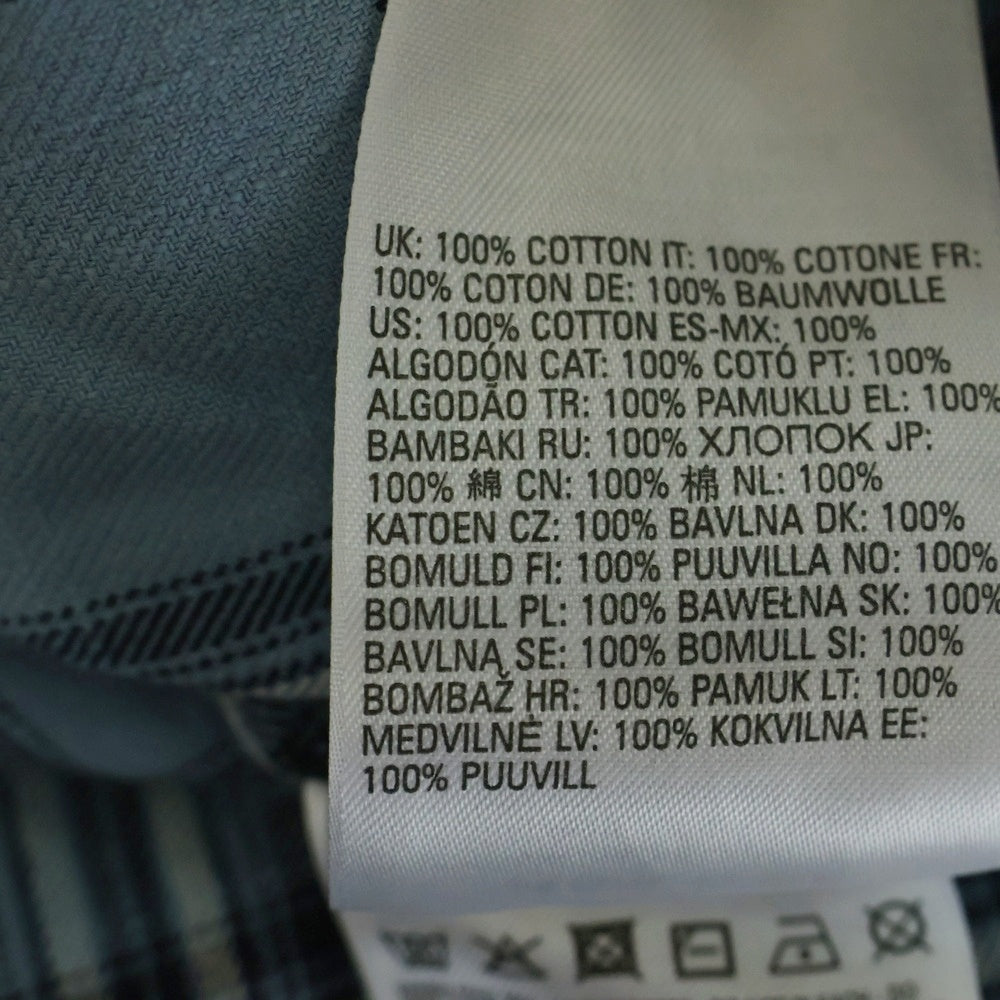 UK: 100% COTTON IT: 100% COTONE FR:
100% COTON DE: 100% BAUMWOLLE
US: 100% COTTON ES-MX: 100%
ALGODÓN CAT: 100% COTÓ PT: 100%
ALGODÃO TR: 100% PAMUKLU EL: 100%
BAMBAKI RU: 100% ХЛОПОК JP:
100% 綿 CN: 100% 棉 NL: 100%
KATOEN CZ: 100% BAVLNA DK: 100%
BOMULD FI: 100% PUUVILLA NO: 100%
BOMULL PL: 100% BAWEŁNA SK: 100%
BAVLNA SE: 100% BOMULL SI: 100%
BOMBAŽ HR: 100% PAMUK LT: 100%
MEDVILNĖ LV: 100% KOKVILNA EE:
100% PUUVILL